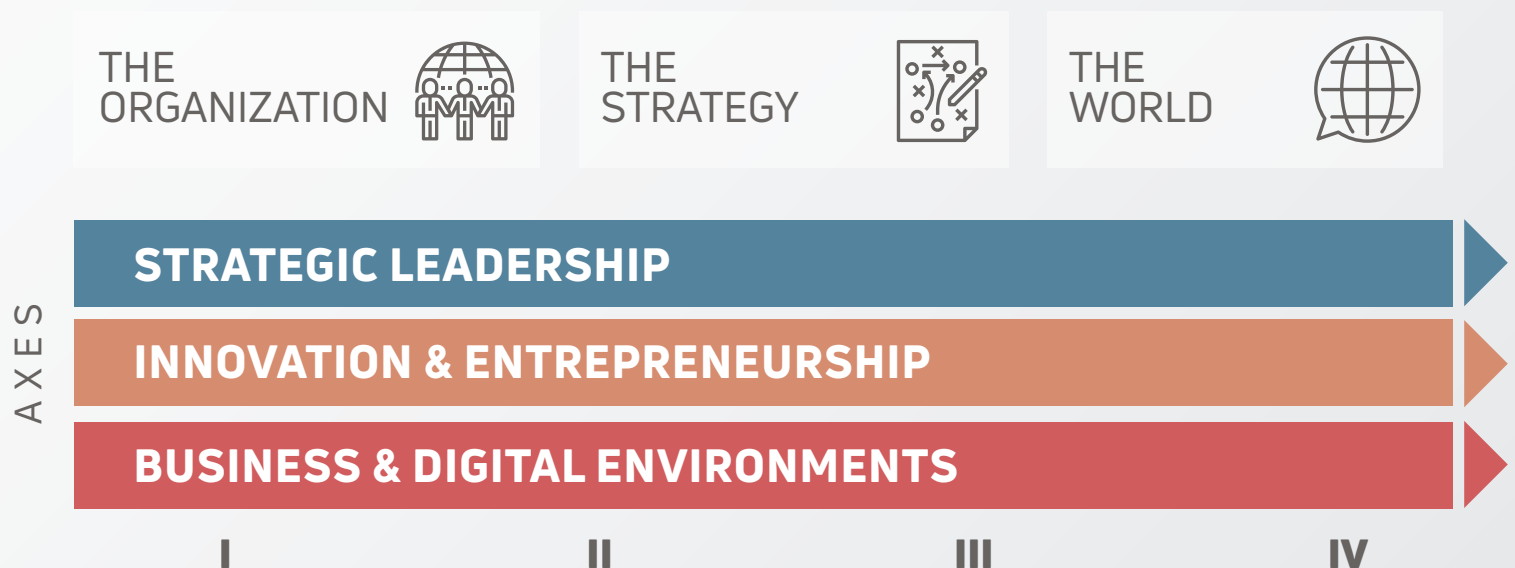 THE
ORGANIZATION
THE
STRATEGY
THE
WORLD
AXES
STRATEGIC LEADERSHIP
INNOVATION & ENTREPRENEURSHIP
BUSINESS & DIGITAL ENVIRONMENTS
I II III IV